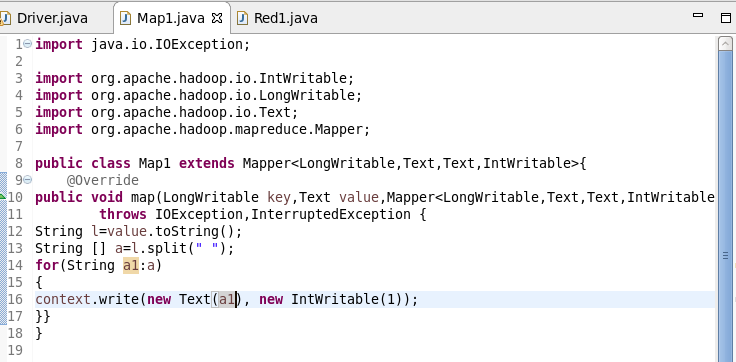 Driver.java Map1.java Red1.java
1 import java.io.IOException;
2
3 import org.apache.hadoop.io.IntWritable;
4 import org.apache.hadoop.io.LongWritable;
5 import org.apache.hadoop.io.Text;
6 import org.apache.hadoop.mapreduce.Mapper;
7
8 public class Map1 extends Mapper<LongWritable,Text,Text,IntWritable>{
9 @Override
10 public void map(LongWritable key,Text value,Mapper<LongWritable,Text,Text,IntWritable
11 throws IOException,InterruptedException {
12 String l=value.toString();
13 String [] a=l.split(" ");
14 for(String a1:a)
15 {
16 context.write(new Text(a1), new IntWritable(1));
17 }}
18 }
19